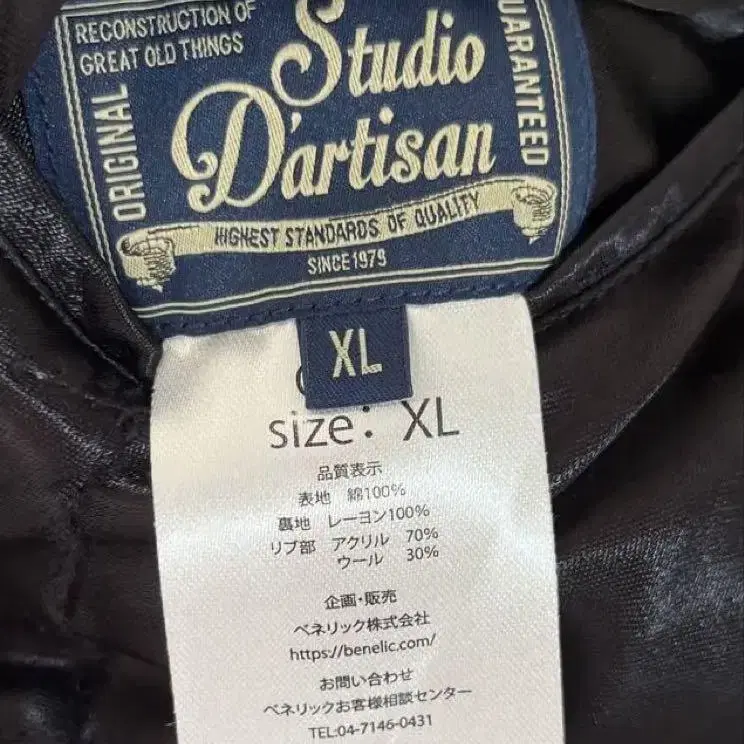 RECONSTRUCTION OF
GREAT OLD THINGS
ORIGINAL
Studio
D'artisan
GUARANTEED
HIGHEST STANDARDS OF QUALITY
SINCE 1979
XL
size: XL
品質表示
表地 綿100%
裏地 レーヨン100%
リブ部 アクリル 70%
ウール 30%
企画・販売
ベネリック株式会社
https://benelic.com/
お問い合わせ
ベネリックお客様相談センター
TEL:04-7146-0431